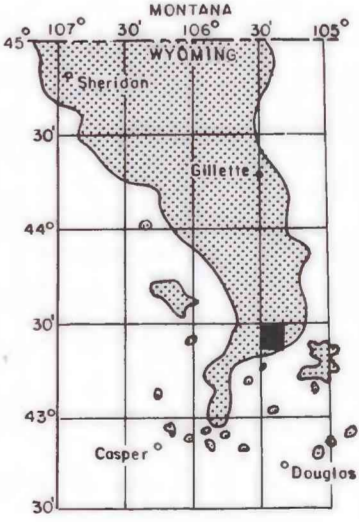 MONTANA
107° 30' 106° 30' 105°
45°
WYOMING
Sheridan
30'
Gillette
44°
30'
43°
Casper
Douglas
30'